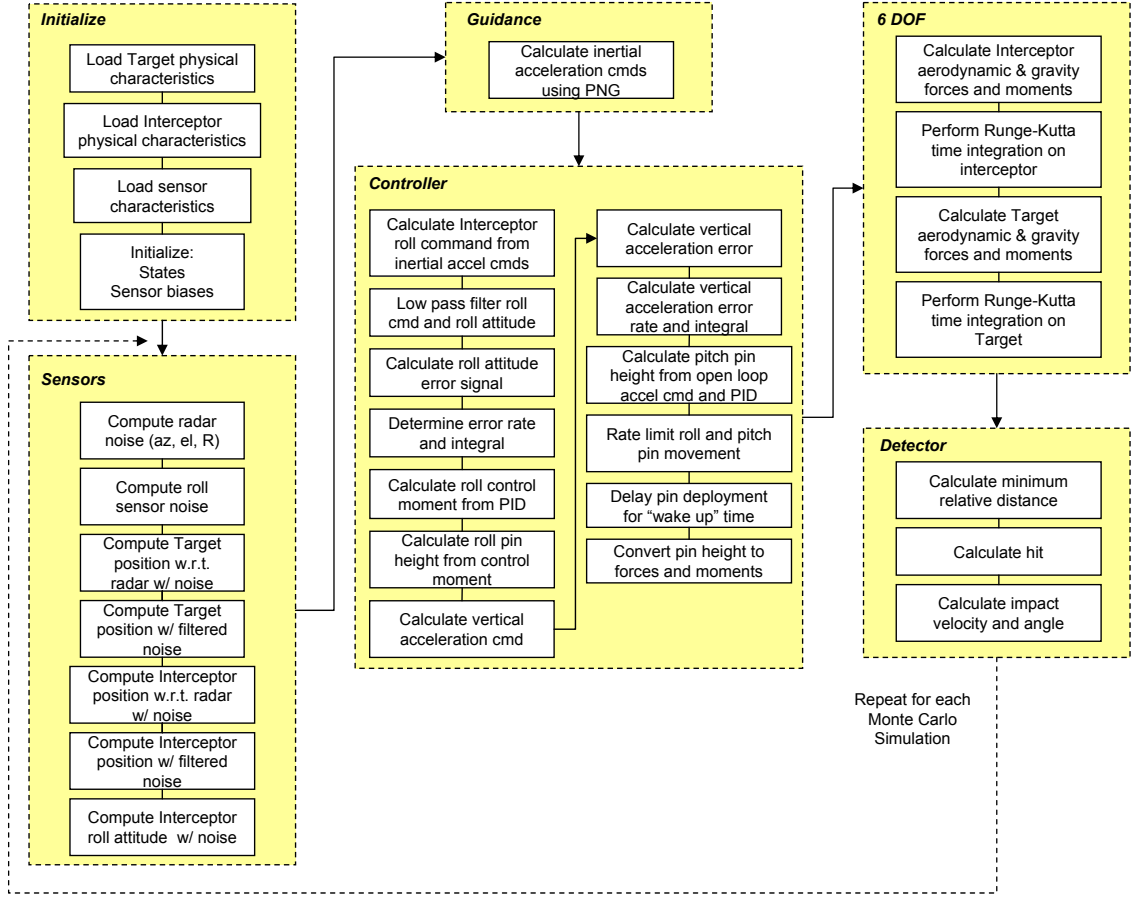 Initialize
Load Target physical
characteristics
Load Interceptor
physical characteristics
Load sensor
characteristics
Initialize:
States
Sensor biases
Sensors
Compute radar
noise (az, el, R)
Compute roll
sensor noise
Compute Target
position w.r.t.
radar w/ noise
Compute Target
position w/ filtered
noise
Compute Interceptor
position w.r.t. radar
w/ noise
Compute Interceptor
position w/ filtered
noise
Compute Interceptor
roll attitude w/ noise
Guidance
Calculate inertial
acceleration cmds
using PNG
Controller
Calculate Interceptor
roll command from
inertial accel cmds
Low pass filter roll
cmd and roll attitude
Calculate roll attitude
error signal
Determine error rate
and integral
Calculate roll control
moment from PID
Calculate roll pin
height from control
moment
Calculate vertical
acceleration cmd
Calculate vertical
acceleration error
Calculate vertical
acceleration error
rate and integral
Calculate pitch pin
height from open loop
accel cmd and PID
Rate limit roll and pitch
pin movement
Delay pin deployment
for “wake up” time
Convert pin height to
forces and moments
6 DOF
Calculate Interceptor
aerodynamic & gravity
forces and moments
Perform Runge-Kutta
time integration on
interceptor
Calculate Target
aerodynamic & gravity
forces and moments
Perform Runge-Kutta
time integration on
Target
Detector
Calculate minimum
relative distance
Calculate hit
Calculate impact
velocity and angle
Repeat for each
Monte Carlo
Simulation